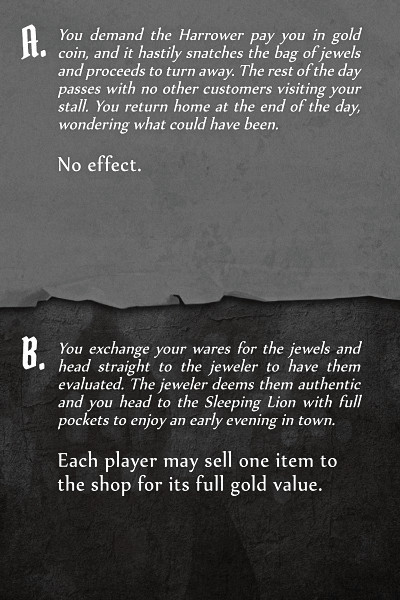 A.
You demand the Harrower pay you in gold
coin, and it hastily snatches the bag of jewels
and proceeds to turn away. The rest of the day
passes with no other customers visiting your
stall. You return home at the end of the day,
wondering what could have been.
No effect.
B.
You exchange your wares for the jewels and
head straight to the jeweler to have them
evaluated. The jeweler deems them authentic
and you head to the Sleeping Lion with full
pockets to enjoy an early evening in town.
Each player may sell one item to
the shop for its full gold value.